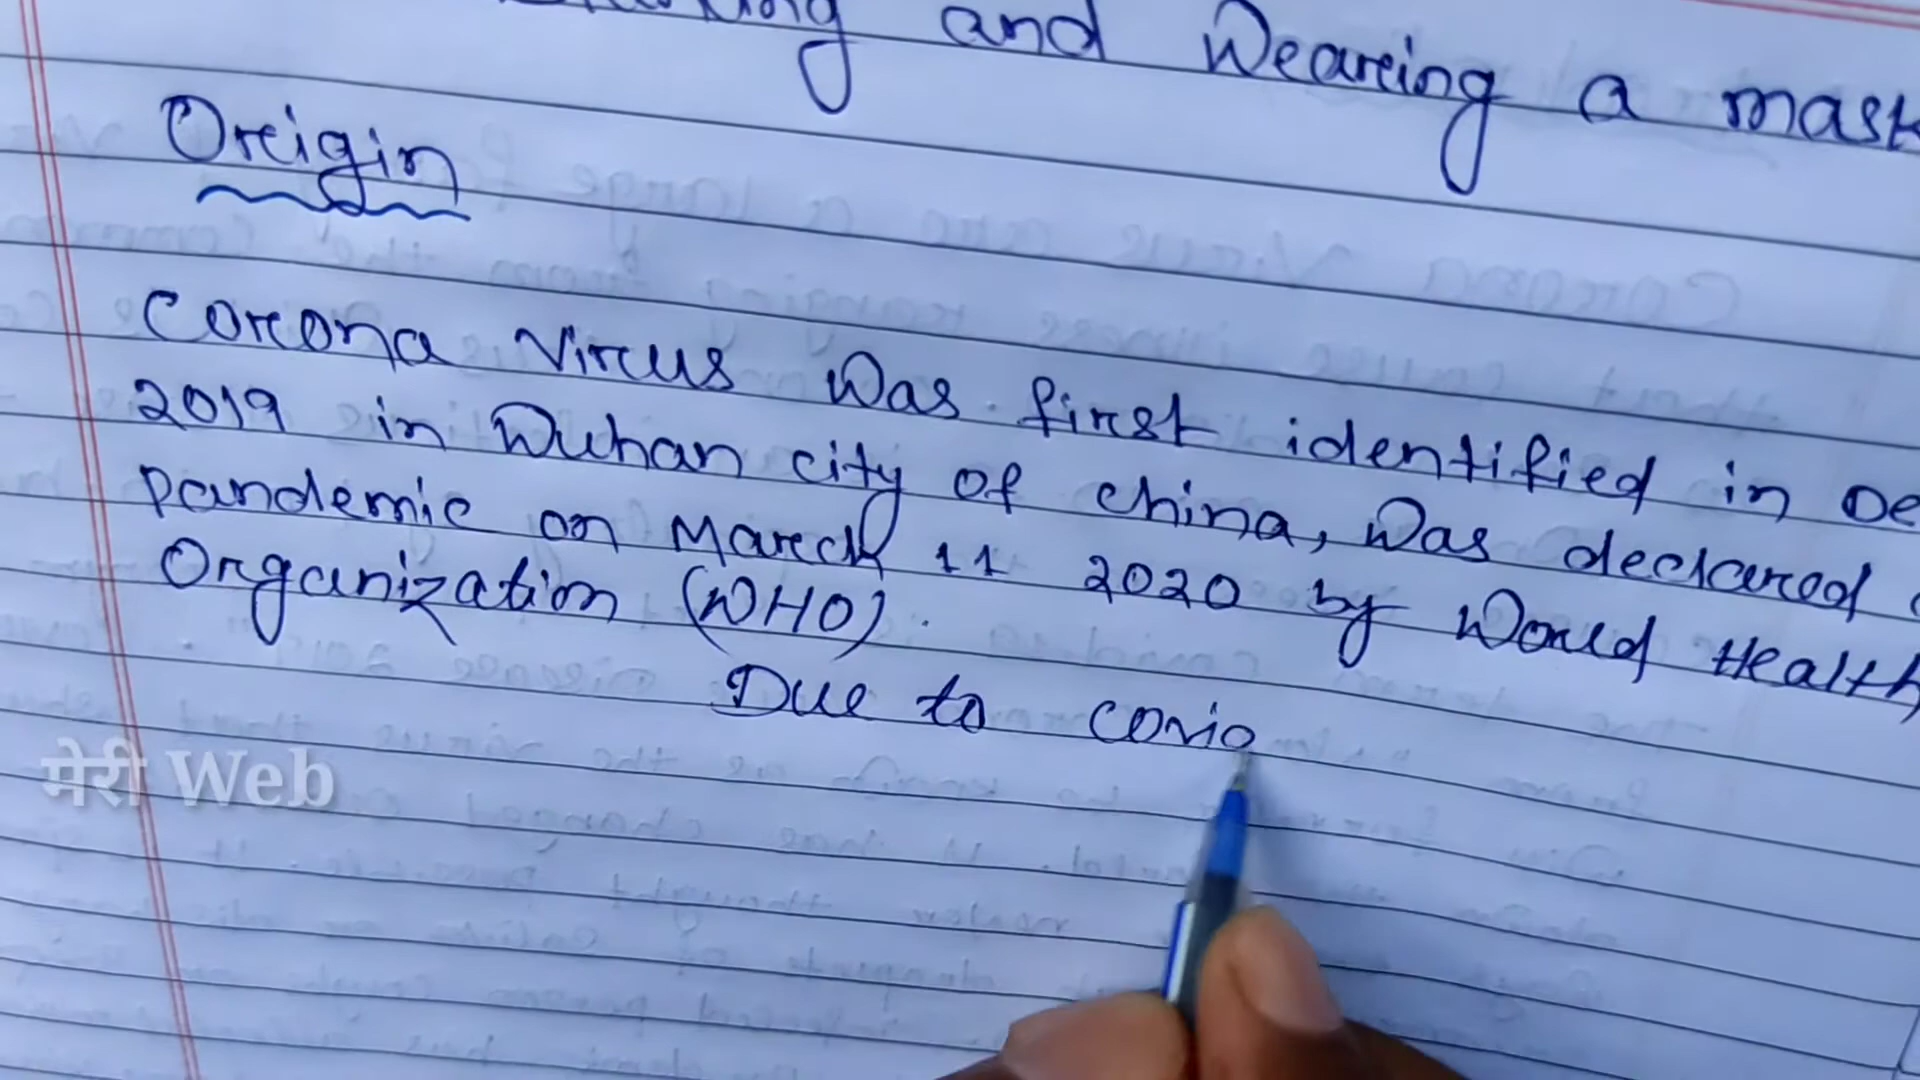 and Wearing a mask
Origin
Corona Virus was first identified in De
2019 in Wuhan city of china, was declared
pandemic on March 11 2020 by World Health
Organization (WHO).
Due to covid
मेरी Web